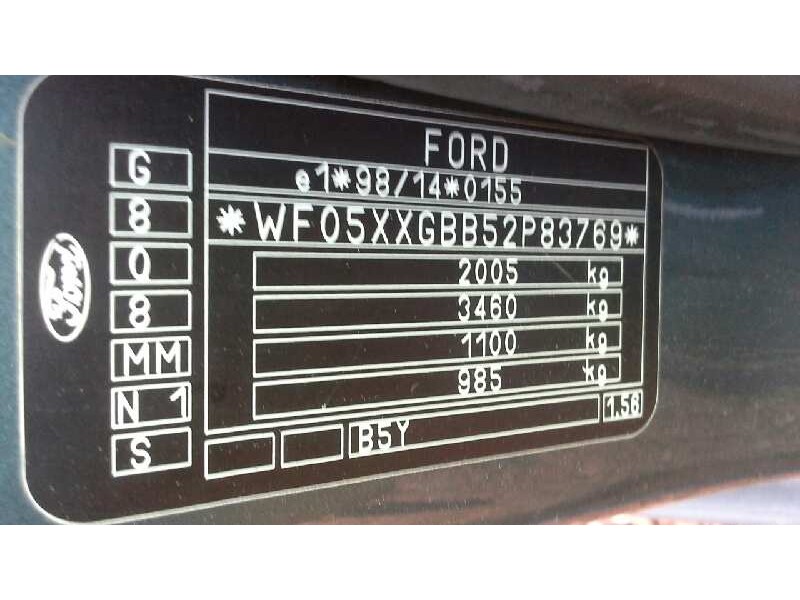 FORD
e1*98/14*0155
*WF05XXGBB52P83769*
2005 kg
3460 kg
1100 kg
985 kg
B5Y
1.56
G
8
0
8
MM
N 1
S
Ford